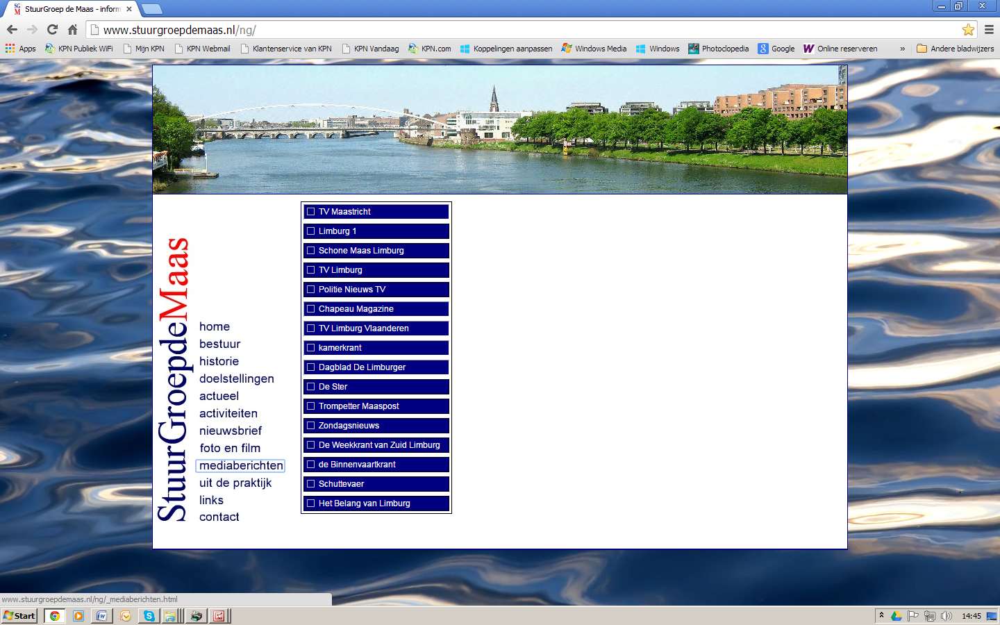 SG
M
StuurGroep de Maas - inform
www.stuurgroepdemaas.nl/ng/
Apps
KPN Publiek WiFi
Mijn KPN
KPN Webmail
Klantenservice van KPN
KPN Vandaag
KPN.com
Koppelingen aanpassen
Windows Media
Windows
Photoclopedia
Google
Online reserveren
»
Andere bladwijzers
StuurGroepdeMaas
home
bestuur
historie
doelstellingen
actueel
activiteiten
nieuwsbrief
foto en film
mediaberichten
uit de praktijk
links
contact
TV Maastricht
Limburg 1
Schone Maas Limburg
TV Limburg
Politie Nieuws TV
Chapeau Magazine
TV Limburg Vlaanderen
kamerkrant
Dagblad De Limburger
De Ster
Trompetter Maaspost
Zondagsnieuws
De Weekkrant van Zuid Limburg
de Binnenvaartkrant
Schuttevaer
Het Belang van Limburg
www.stuurgroepdemaas.nl/ng/_mediaberichten.html
Start
14:45